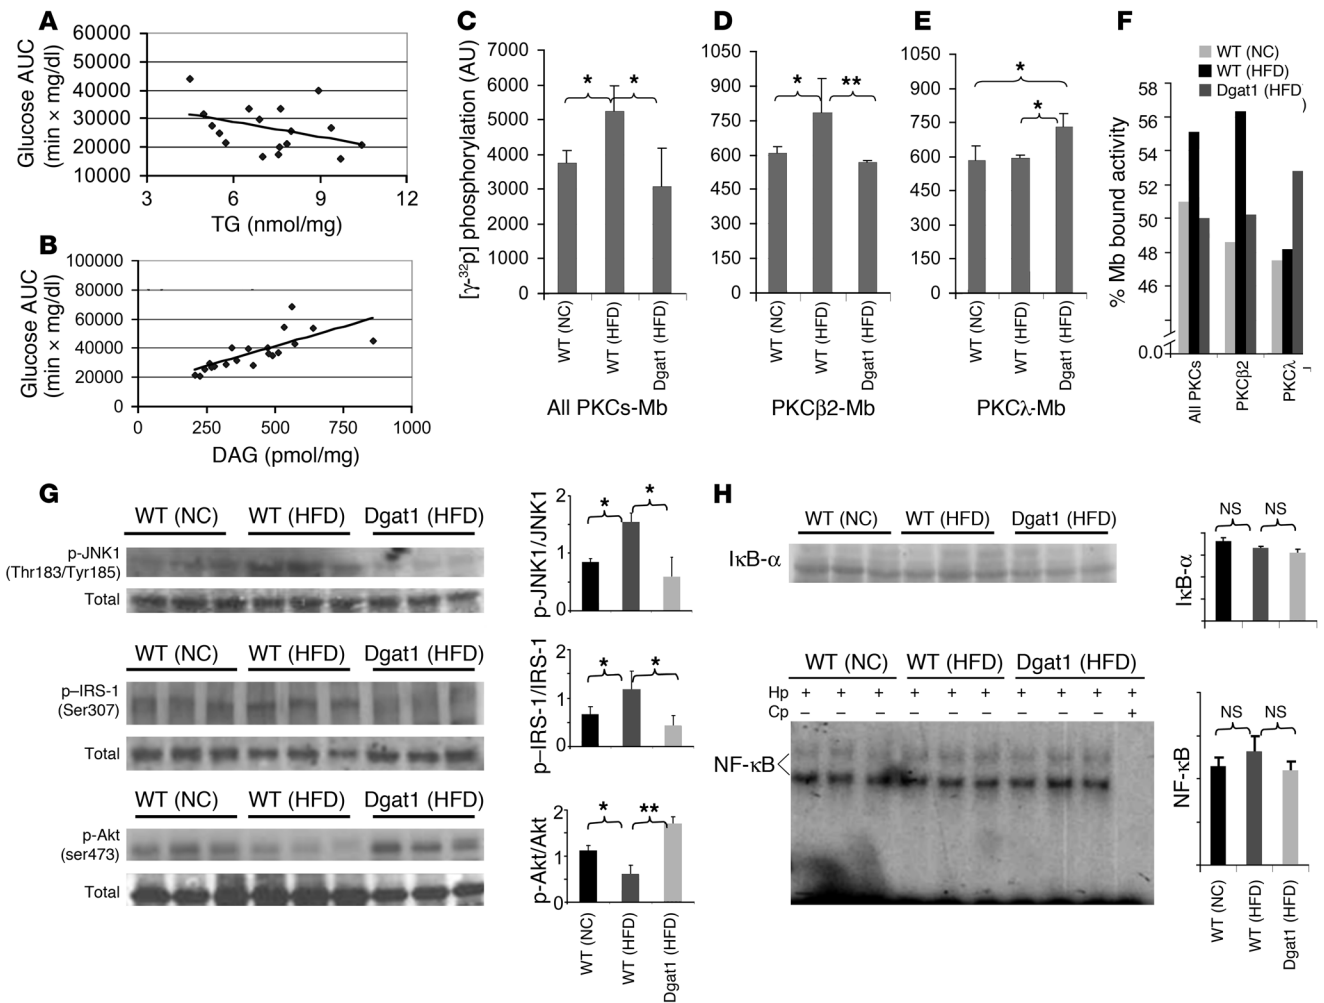 A
Glucose AUC
(min × mg/dl)
60000
50000
40000
30000
20000
10000
3
6
9
12
TG (nmol/mg)
B
Glucose AUC
(min × mg/dl)
100000
80000
60000
40000
20000
0
0
250
500
750
1000
DAG (pmol/mg)
C
[γ-³²p] phosphorylation (AU)
7000
6000
5000
4000
3000
2000
1000
0
*
*
WT (NC)
WT (HFD)
Dgat1 (HFD)
All PKCs-Mb
D
1050
900
750
600
450
300
150
0
*
**
WT (NC)
WT (HFD)
Dgat1 (HFD)
PKCβ2-Mb
E
1050
900
750
600
450
300
150
0
*
*
WT (NC)
WT (HFD)
Dgat1 (HFD)
PKCλ-Mb
F
WT (NC)
WT (HFD)
Dgat1 (HFD
)
% Mb bound activity
58
56
54
52
50
48
46
0.0
All PKCs
PKCβ2
PKCλ
G
WT (NC) WT (HFD) Dgat1 (HFD)
p-JNK1
(Thr183/Tyr185)
Total
p-JNK1/JNK1
2
1
0
*
*
WT (NC) WT (HFD) Dgat1 (HFD)
p–IRS-1
(Ser307)
Total
p–IRS-1/IRS-1
2
1
0
*
*
WT (NC) WT (HFD) Dgat1 (HFD)
p-Akt
(ser473)
Total
p-Akt/Akt
2
1
0
*
**
WT (NC)
WT (HFD)
Dgat1 (HFD)
H
WT (NC) WT (HFD) Dgat1 (HFD)
IκB-α
IκB-α
NS
NS
WT (NC) WT (HFD) Dgat1 (HFD)
Hp + + + + + + + + + +
Cp – – – – – – – – – +
NF-κB
NF-κB
NS
NS
WT (NC)
WT (HFD)
Dgat1 (HFD)